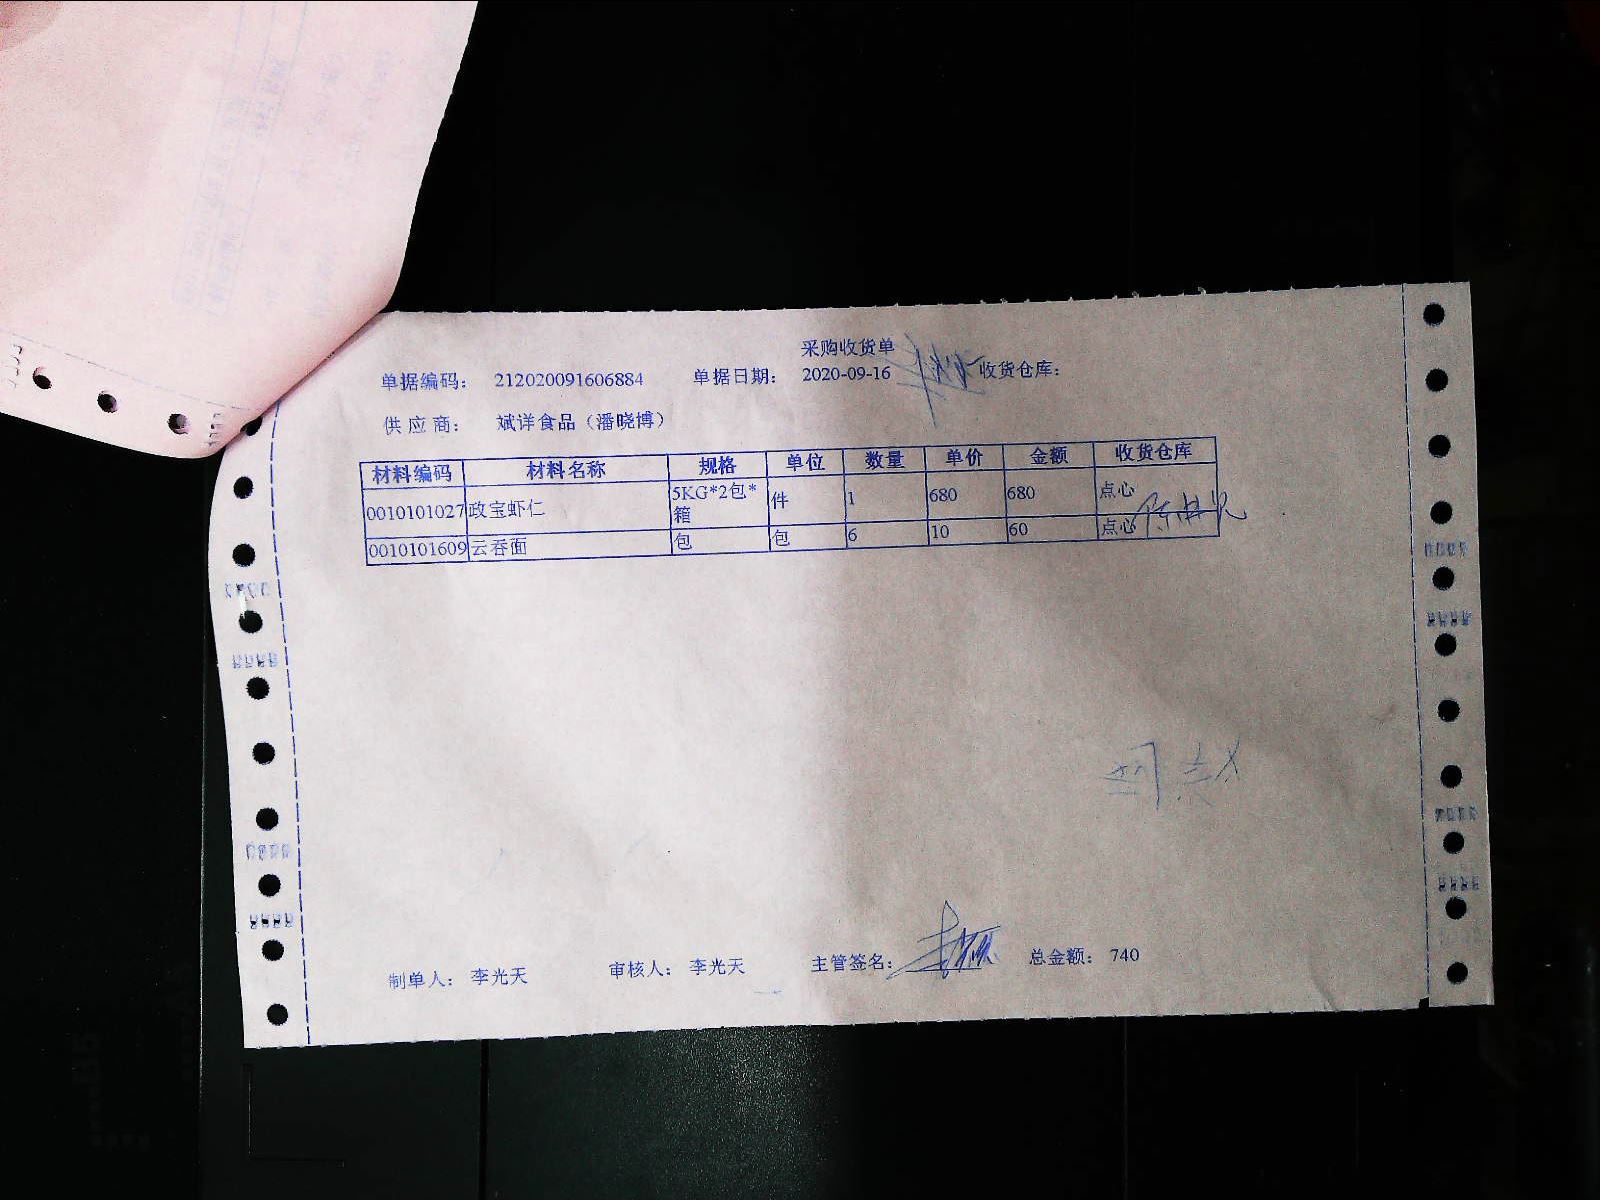 采购收货单
单据编码： 212020091606884 单据日期： 2020-09-16 收货仓库：
供应商： 斌洋食品（潘晓博）
材料编码 材料名称 规格 单位 数量 单价 金额 收货仓库
0010101027 政宝虾仁 5KG*2包*箱 件 1 680 680 点心
0010101609 云吞面 包 包 6 10 60 点心
制单人： 李光天 审核人： 李光天 主管签名： 总金额： 740